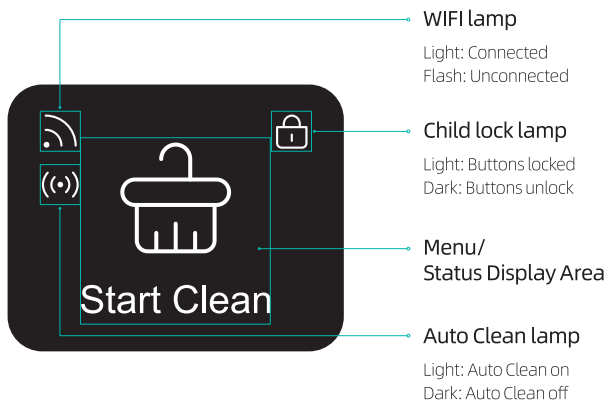 WIFI lamp
Light: Connected
Flash: Unconnected
Child lock lamp
Light: Buttons locked
Dark: Buttons unlock
Menu/
Status Display Area
Start Clean
Auto Clean lamp
Light: Auto Clean on
Dark: Auto Clean off